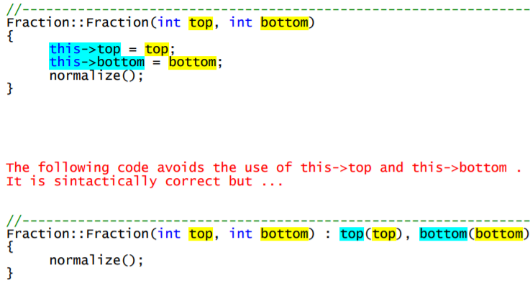 //------------------------------------------------------------------
Fraction::Fraction(int top, int bottom)
{
this->top = top;
this->bottom = bottom;
normalize();
}
The following code avoids the use of this->top and this->bottom .
It is sintactically correct but ...
//------------------------------------------------------------------
Fraction::Fraction(int top, int bottom) : top(top), bottom(bottom)
{
normalize();
}